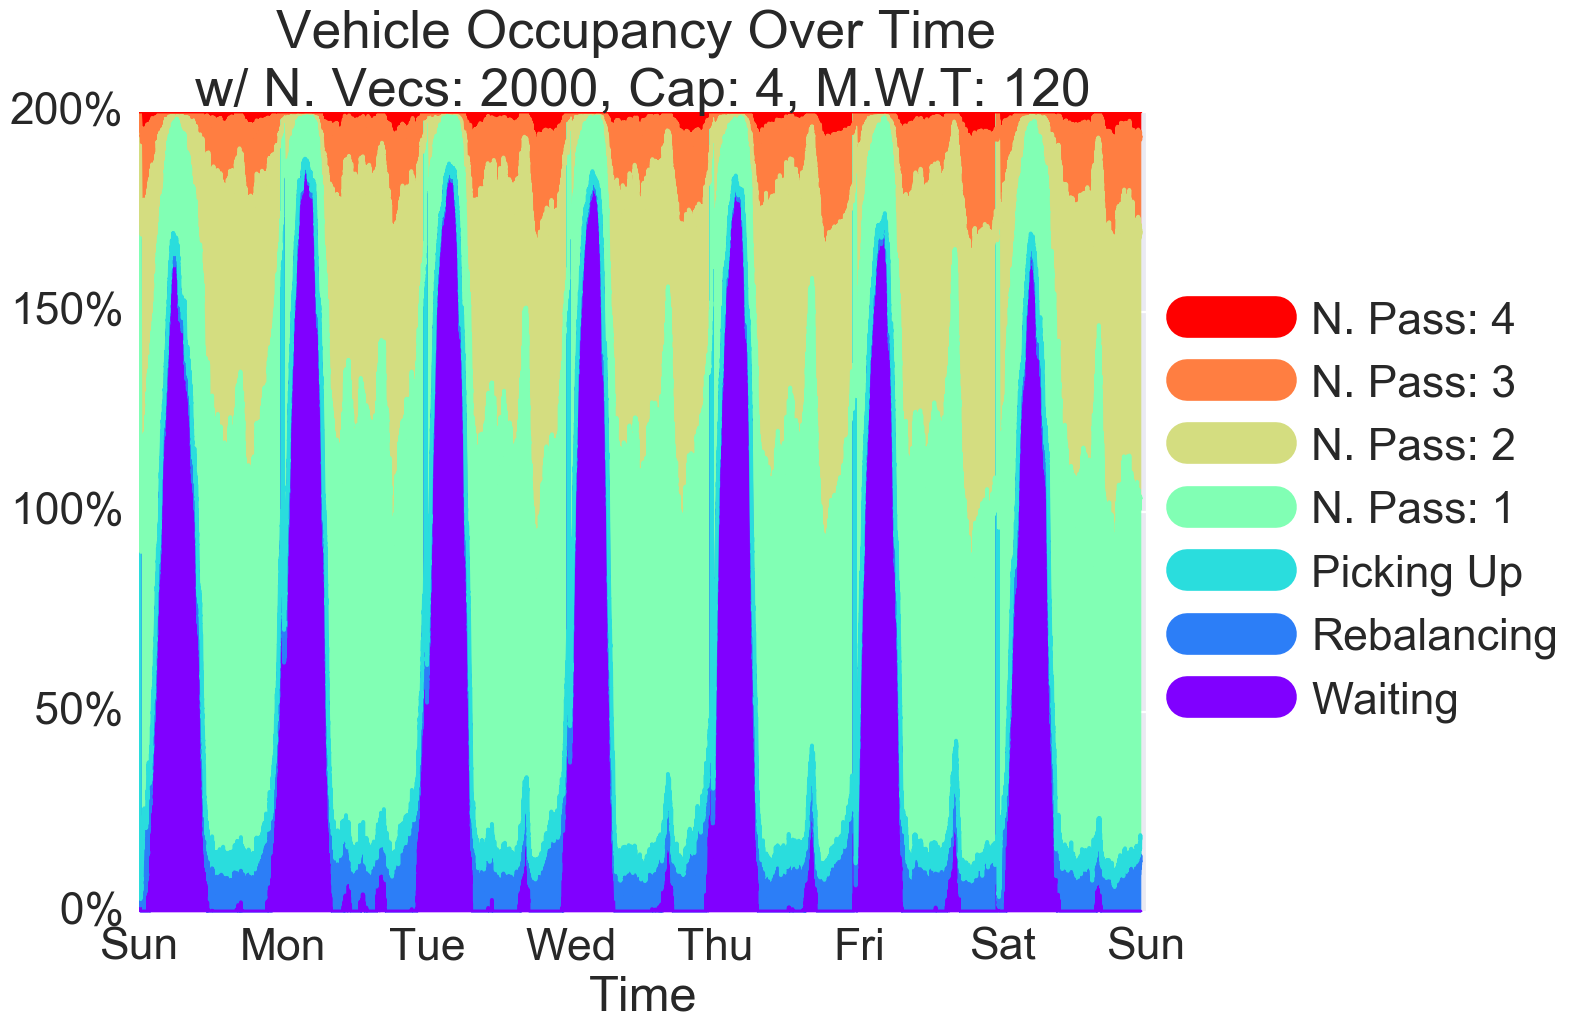 Vehicle Occupancy Over Time
w/ N. Vecs: 2000, Cap: 4, M.W.T: 120
200%
150%
100%
50%
0%
Sun Mon Tue Wed Thu Fri Sat Sun
Time
N. Pass: 4
N. Pass: 3
N. Pass: 2
N. Pass: 1
Picking Up
Rebalancing
Waiting